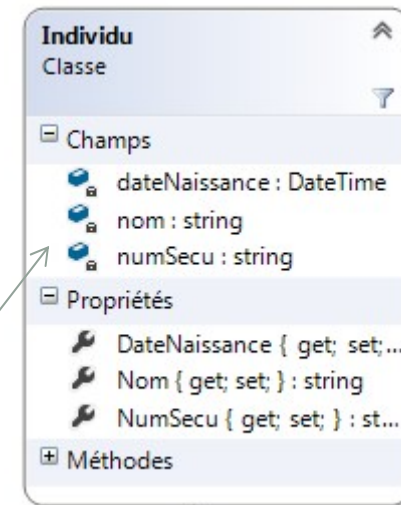 Individu
Classe
Champs
dateNaissance : DateTime
nom : string
numSecu : string
Propriétés
DateNaissance { get; set;...
Nom { get; set; } : string
NumSecu { get; set; } : st...
Méthodes